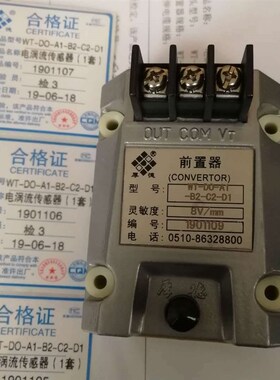 合格证
CERTIFICATE
WT-DO-A1-B2-C2-D1
电涡流传感器（1套）
1901107
检 3
19-06-18
合格证
CERTIFICATE
WT-DO-A1-B2-C2-D1
电涡流传感器（1套）
1901106
检 3
19-06-18
合格证
CERTIFICATE
WT-DO-A1-B2-C2-D1
电涡流传感器（1套）
OUT COM VT
前置器
(CONVERTOR)
型号： WT-DO-A1
-B2-C2-D1
灵敏度： 8V/mm
编号： 1901109
电话： 0510-86328800